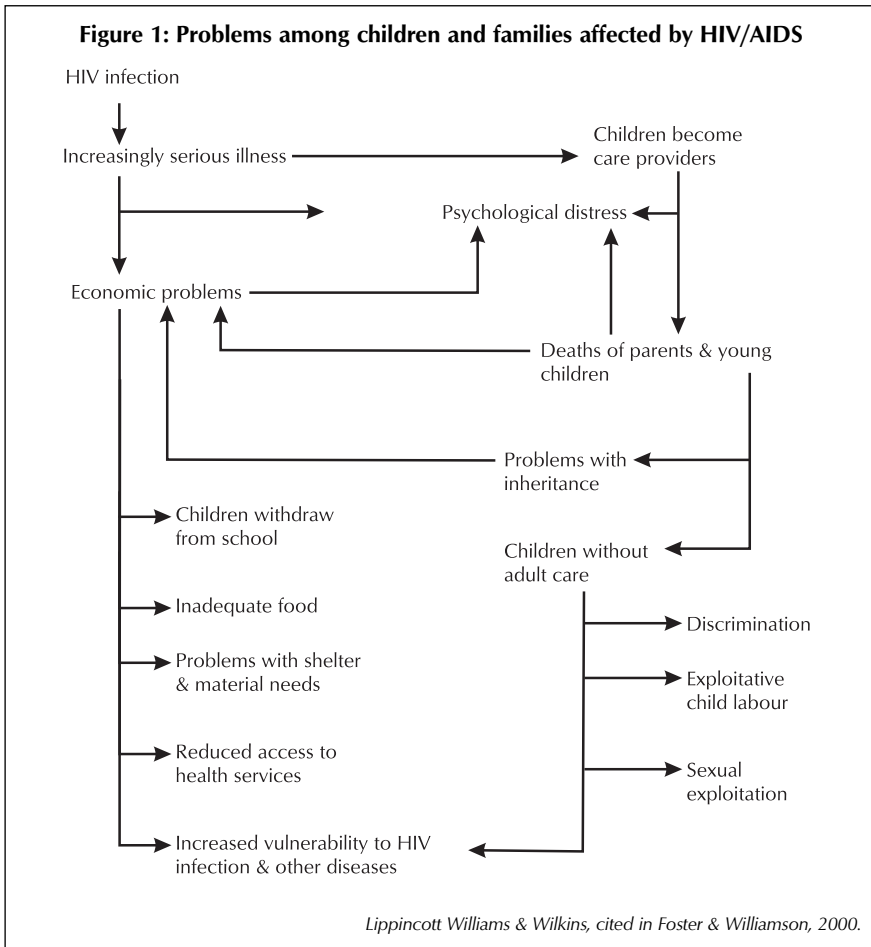 Figure 1: Problems among children and families affected by HIV/AIDS
HIV infection
Increasingly serious illness
Children become
care providers
Psychological distress
Economic problems
Deaths of parents & young
children
Problems with
inheritance
Children withdraw
from school
Children without
adult care
Inadequate food
Discrimination
Problems with shelter
& material needs
Exploitative
child labour
Reduced access to
health services
Sexual
exploitation
Increased vulnerability to HIV
infection & other diseases
Lippincott Williams & Wilkins, cited in Foster & Williamson, 2000.